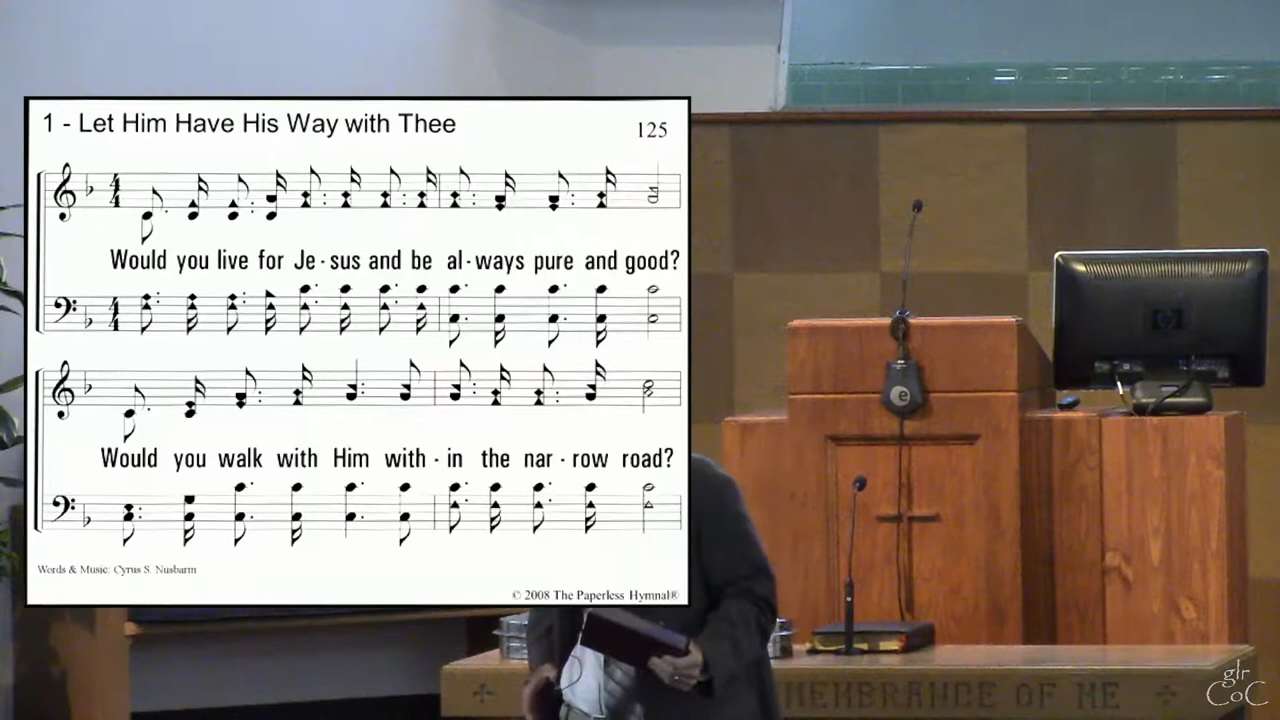 1 - Let Him Have His Way with Thee
125
Would you live for Je - sus and be al - ways pure and good?
Would you walk with Him with - in the nar - row road?
Words & Music: Cyrus S. Nusbarm
© 2008 The Paperless Hymnal®
e
hp
MEMBRANCE OF ME
glr
CoC